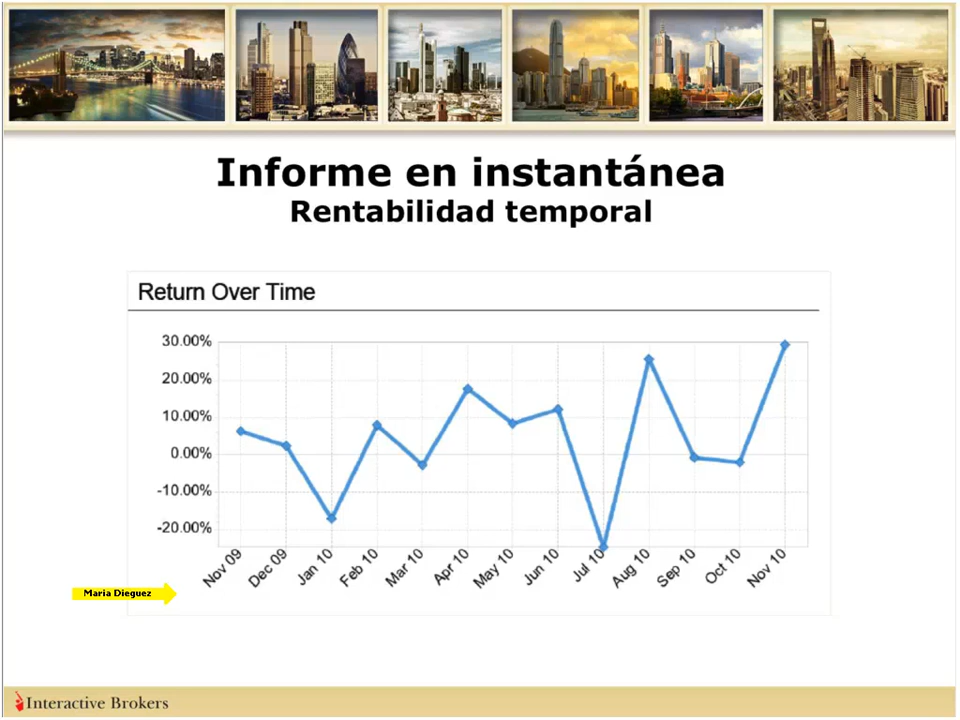 Informe en instantánea
Rentabilidad temporal
Return Over Time
30.00%
20.00%
10.00%
0.00%
-10.00%
-20.00%
Nov 09
Dec 09
Jan 10
Feb 10
Mar 10
Apr 10
May 10
Jun 10
Jul 10
Aug 10
Sep 10
Oct 10
Nov 10
Maria Dieguez
Interactive Brokers